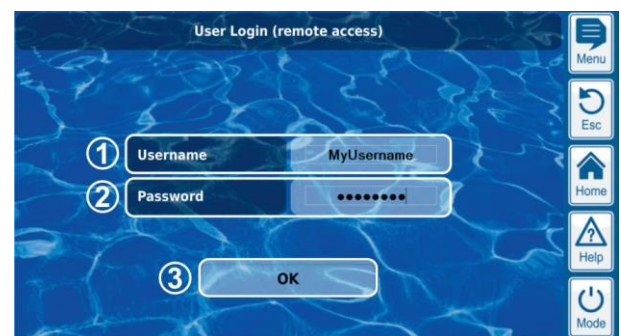 User Login (remote access)
Menu
Esc
1 Username MyUsername
Home
2 Password ••••••••
Help
3 OK
Mode